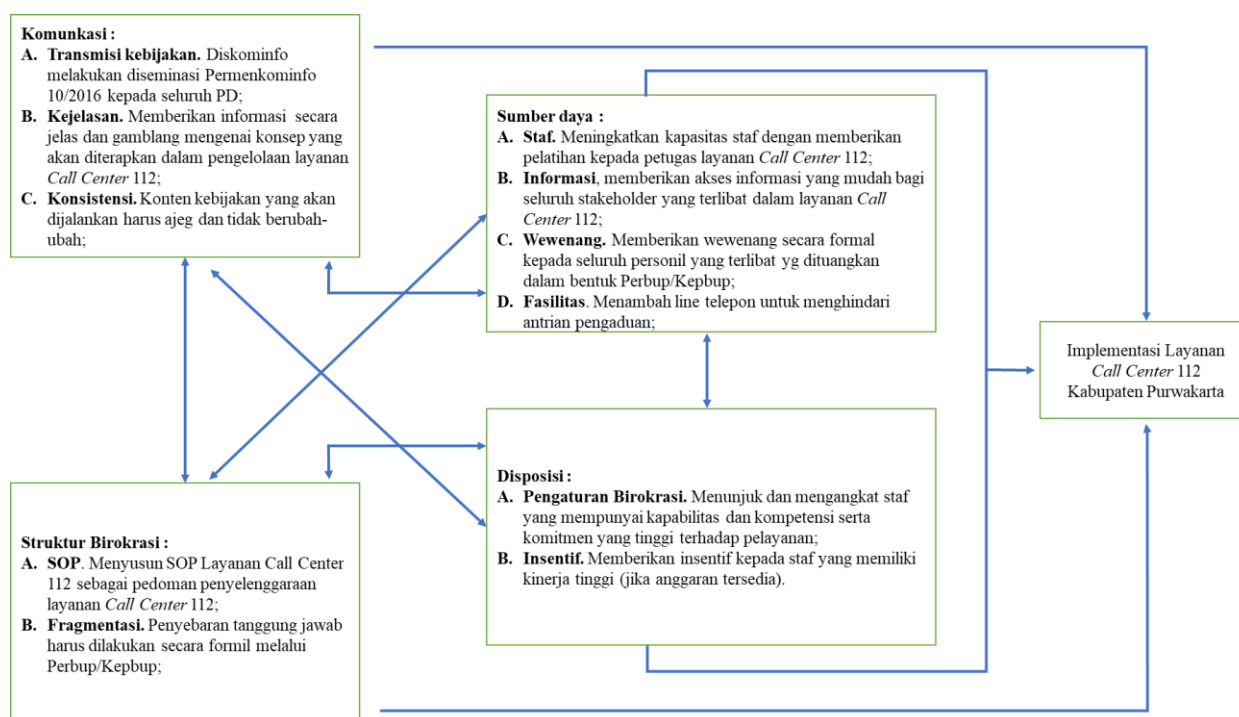 Komunkasi :
A. Transmisi kebijakan. Diskominfo
melakukan diseminasi Permenkominfo
10/2016 kepada seluruh PD;
B. Kejelasan. Memberikan informasi secara
jelas dan gamblang mengenai konsep yang
akan diterapkan dalam pengelolaan layanan
Call Center 112;
C. Konsistensi. Konten kebijakan yang akan
dijalankan harus ajeg dan tidak berubah-
ubah;
Sumber daya :
A. Staf. Meningkatkan kapasitas staf dengan memberikan
pelatihan kepada petugas layanan Call Center 112;
B. Informasi, memberikan akses informasi yang mudah bagi
seluruh stakeholder yang terlibat dalam layanan Call
Center 112;
C. Wewenang. Memberikan wewenang secara formal
kepada seluruh personil yang terlibat yg dituangkan
dalam bentuk Perbup/Kepbup;
D. Fasilitas. Menambah line telepon untuk menghindari
antrian pengaduan;
Implementasi Layanan
Call Center 112
Kabupaten Purwakarta
Struktur Birokrasi :
A. SOP. Menyusun SOP Layanan Call Center
112 sebagai pedoman penyelenggaraan
layanan Call Center 112;
B. Fragmentasi. Penyebaran tanggung jawab
harus dilakukan secara formil melalui
Perbup/Kepbup;
Disposisi :
A. Pengaturan Birokrasi. Menunjuk dan mengangkat staf
yang mempunyai kapabilitas dan kompetensi serta
komitmen yang tinggi terhadap pelayanan;
B. Insentif. Memberikan insentif kepada staf yang memiliki
kinerja tinggi (jika anggaran tersedia).